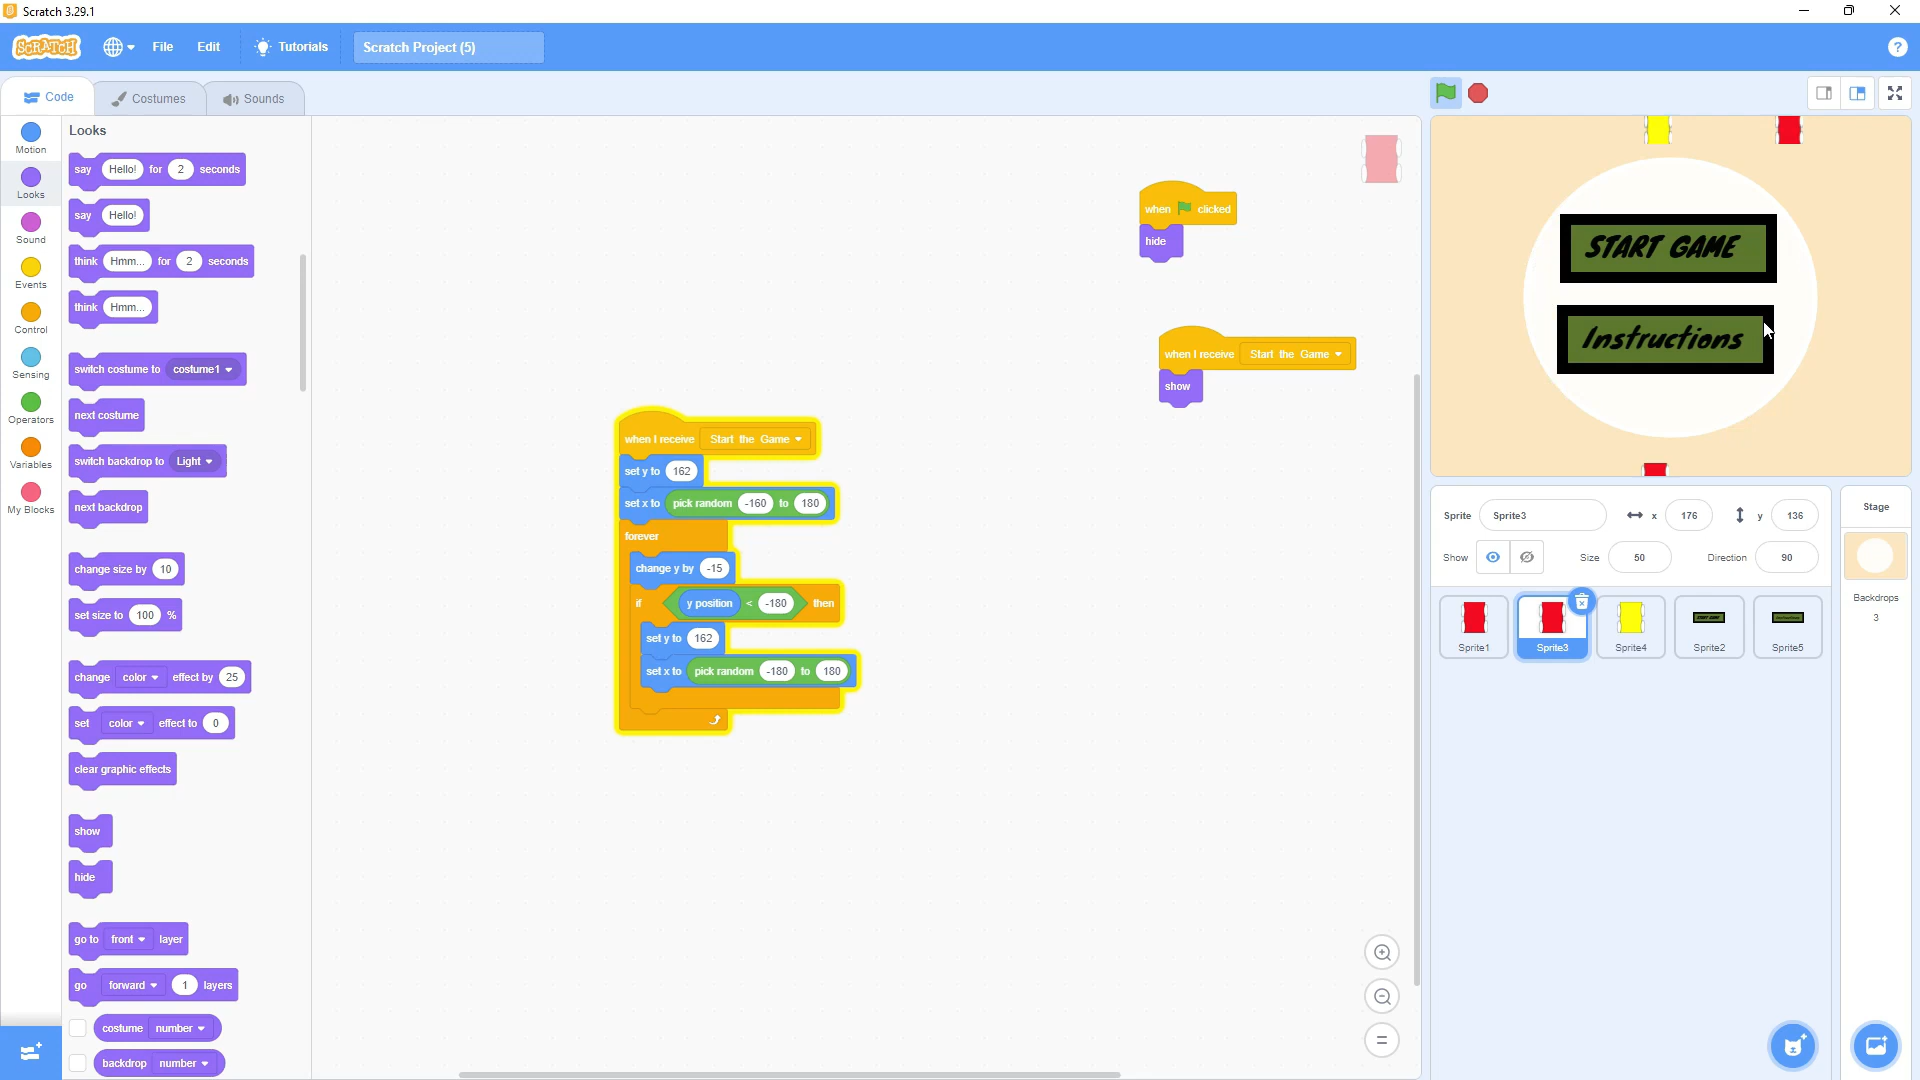 Scratch 3.29.1
SCRATCH
File
Edit
Tutorials
Scratch Project (5)
?
Code
Costumes
Sounds
Motion
Looks
Sound
Events
Control
Sensing
Operators
Variables
My Blocks
Looks
say Hello! for 2 seconds
say Hello!
think Hmm... for 2 seconds
think Hmm...
switch costume to costume1
next costume
switch backdrop to Light
next backdrop
change size by 10
set size to 100 %
change color effect by 25
set color effect to 0
clear graphic effects
show
hide
go to front layer
go forward 1 layers
costume number
backdrop number
when clicked
hide
when I receive Start the Game
show
when I receive Start the Game
set y to 162
set x to pick random -160 to 180
forever
change y by -15
if y position < -180 then
set y to 162
set x to pick random -180 to 180
START GAME
Instructions
Sprite Sprite3 x 176 y 136
Show Size 50 Direction 90
Sprite1
Sprite3
Sprite4
START GAME
Sprite2
Sprite5
Stage
Backdrops
3